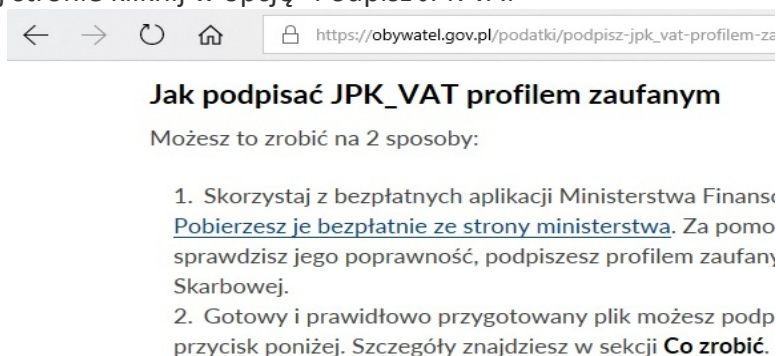 stronie kliknij w opcję
https://obywatel.gov.pl/podatki/podpisz-jpk_vat-profilem-za
Jak podpisać JPK_VAT profilem zaufanym
Możesz to zrobić na 2 sposoby:
1. Skorzystaj z bezpłatnych aplikacji Ministerstwa Finans
Pobierzesz je bezpłatnie ze strony ministerstwa. Za pomo
sprawdzisz jego poprawność, podpiszesz profilem zaufany
Skarbowej.
2. Gotowy i prawidłowo przygotowany plik możesz podp
przycisk poniżej. Szczegóły znajdziesz w sekcji Co zrobić.